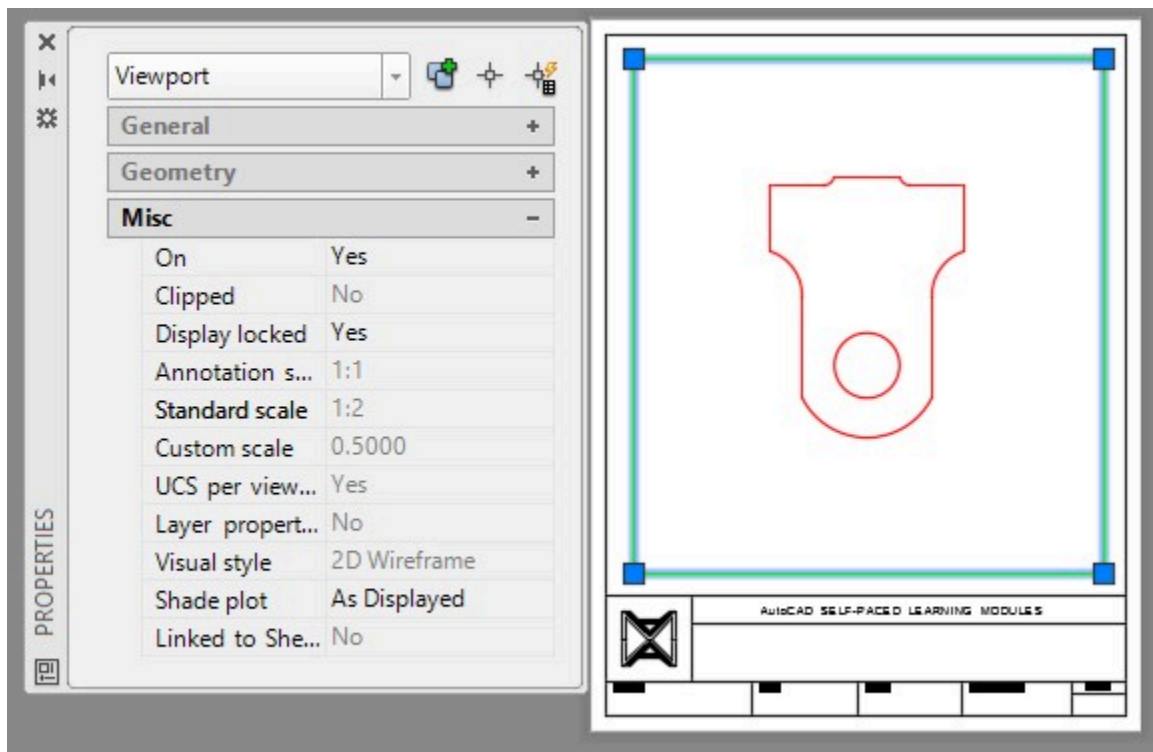 Viewport
General
Geometry
Misc
On Yes
Clipped No
Display locked Yes
Annotation s... 1:1
Standard scale 1:2
Custom scale 0.5000
UCS per view... Yes
Layer propert... No
Visual style 2D Wireframe
Shade plot As Displayed
Linked to She... No
PROPERTIES
AutoCAD SELF-PACED LEARNING MODULES